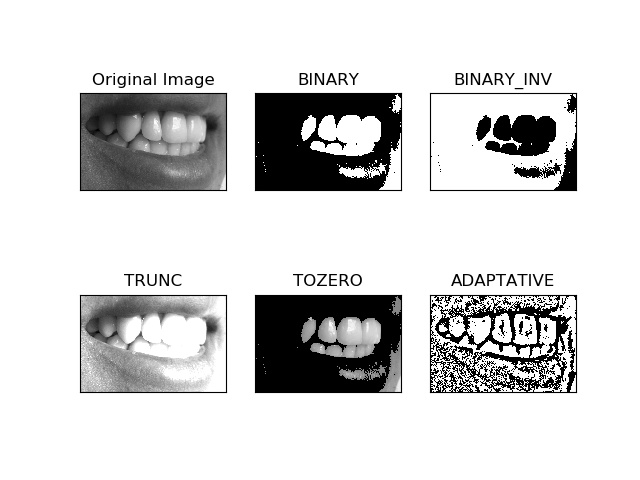 Original Image
BINARY
BINARY_INV
TRUNC
TOZERO
ADAPTATIVE